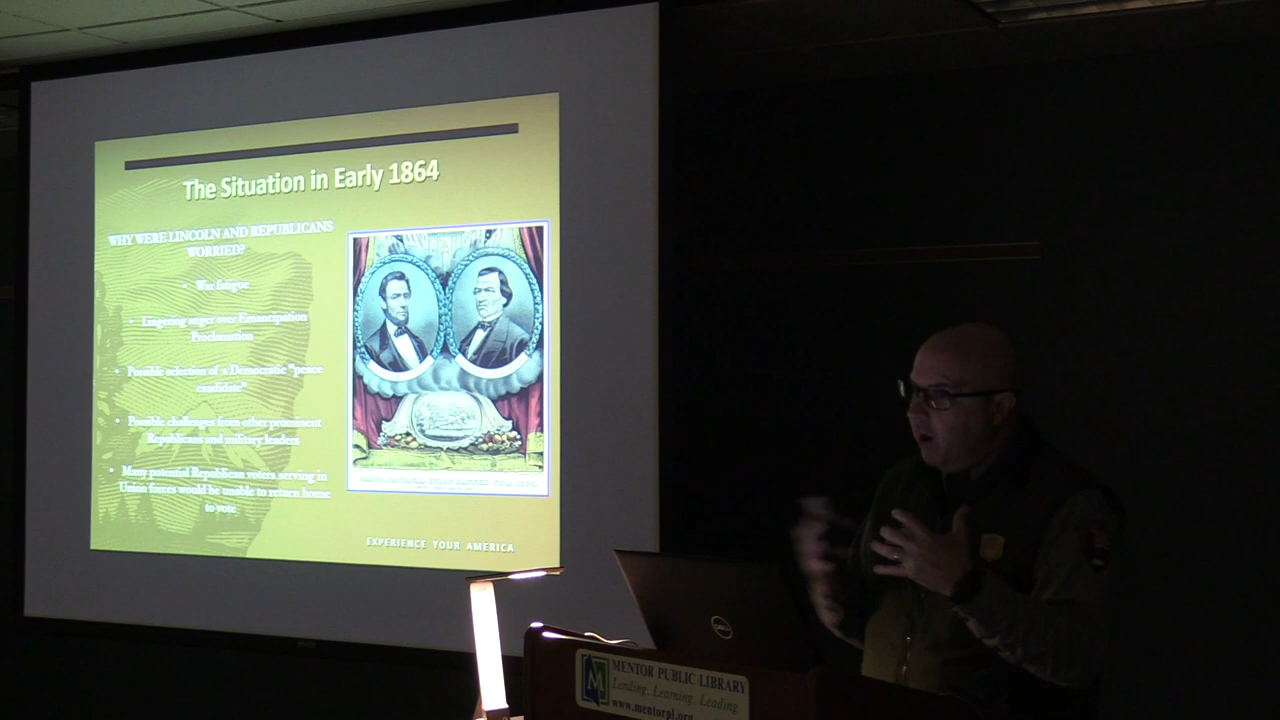 The Situation in Early 1864
WHY WERE LINCOLN AND REPUBLICANS
WORRIED?
• War fatigue
• Lingering anger over Emancipation
Proclamation
• Possible selection of a Democratic "peace
candidate"
• Possible challenges from other prominent
Republicans and military leaders
• Many potential Republican voters serving in
Union forces would be unable to return home
to vote
EXPERIENCE YOUR AMERICA
DELL
M
MENTOR PUBLIC LIBRARY
Lending, Learning, Leading
www.mentorpl.org